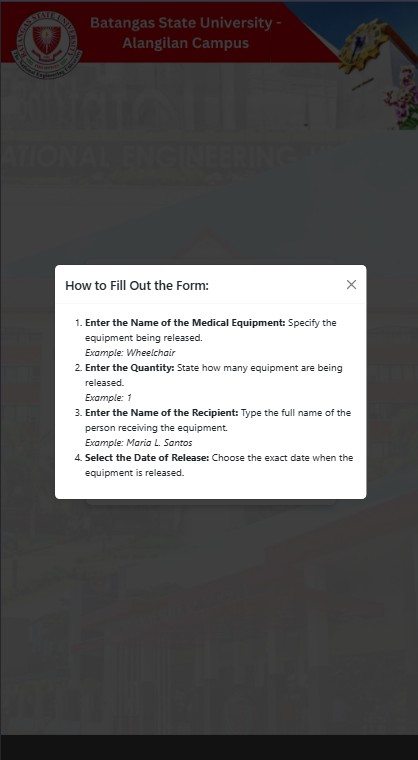 Batangas State University -
Alangilan Campus
ATIONAL ENGINEERING
How to Fill Out the Form:
1. Enter the Name of the Medical Equipment: Specify the
equipment being released.
Example: Wheelchair
2. Enter the Quantity: State how many equipment are being
released.
Example: 1
3. Enter the Name of the Recipient: Type the full name of the
person receiving the equipment.
Example: Maria L. Santos
4. Select the Date of Release: Choose the exact date when the
equipment is released.